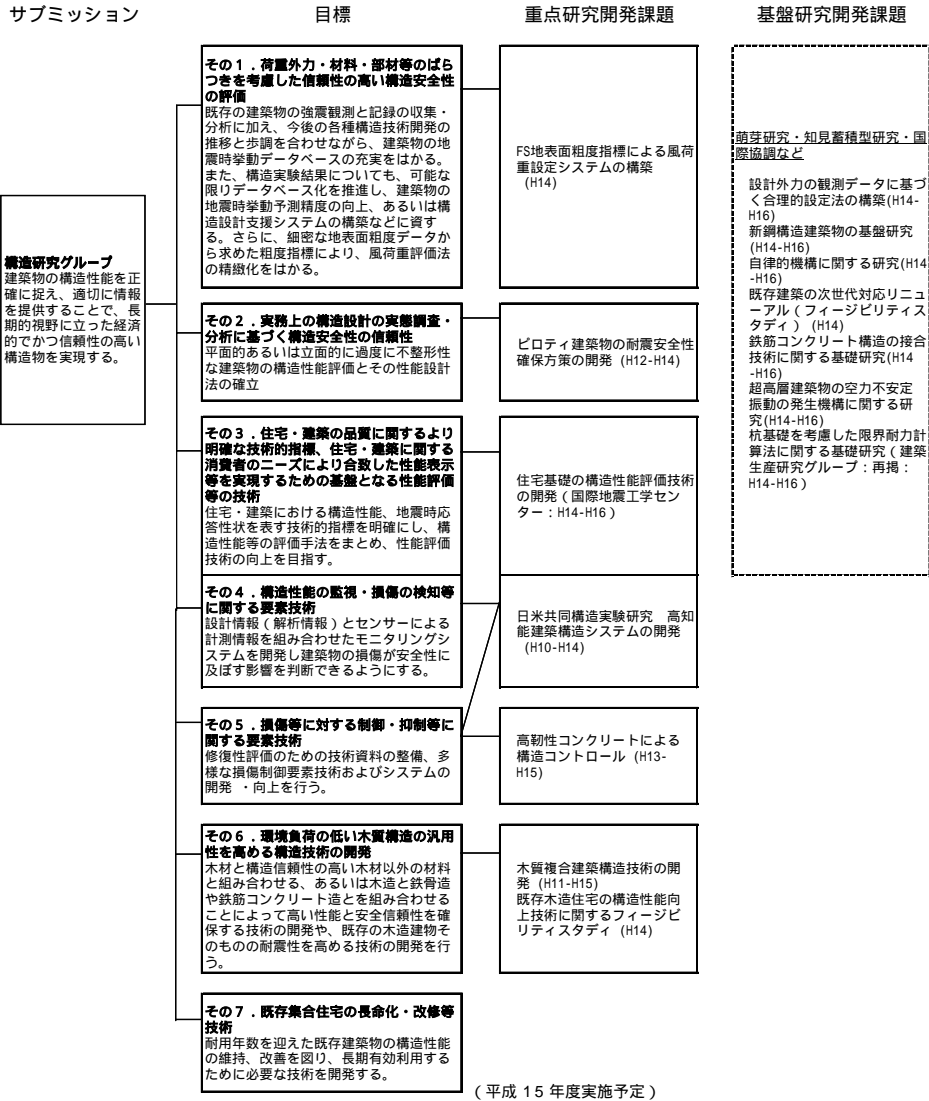 サブミッション
目標
重点研究開発課題
基盤研究開発課題
構造研究グループ
建築物の構造性能を正
確に捉え、適切に情報
を提供することで、長
期的視野に立った経済
的でかつ信頼性の高い
構造物を実現する。
その１．荷重外力・材料・部材等のばら
つきを考慮した信頼性の高い構造安全性
の評価
既存の建築物の強震観測と記録の収集・
分析に加え、今後の各種構造技術開発の
推移と歩調を合わせながら、建築物の地
震時挙動データベースの充実をはかる。
また、構造実験結果についても、可能な
限りデータベース化を推進し、建築物の
地震時挙動予測精度の向上、あるいは構
造設計支援システムの構築などに資す
る。さらに、細密な地表面粗度データか
ら求めた粗度指標により、風荷重評価法
の精緻化をはかる。
その２．実務上の構造設計の実態調査・
分析に基づく構造安全性の信頼性
平面的あるいは立面的に過度に不整形性
な建築物の構造性能評価とその性能設計
法の確立
その３．住宅・建築の品質に関するより
明確な技術的指標、住宅・建築に関する
消費者のニーズにより合致した性能表示
等を実現するための基盤となる性能評価
等の技術
住宅・建築における構造性能、地震時応
答性状を表す技術的指標を明確にし、構
造性能等の評価手法をまとめ、性能評価
技術の向上を目指す。
その４．構造性能の監視・損傷の検知等
に関する要素技術
設計情報（解析情報）とセンサーによる
計測情報を組み合わせたモニタリングシ
ステムを開発し建築物の損傷が安全性に
及ぼす影響を判断できるようにする。
その５．損傷等に対する制御・抑制等に
関する要素技術
修復性評価のための技術資料の整備、多
様な損傷制御要素技術およびシステムの
開発 ・向上を行う。
その６．環境負荷の低い木質構造の汎用
性を高める構造技術の開発
木材と構造信頼性の高い木材以外の材料
と組み合わせる、あるいは木造と鉄骨造
や鉄筋コンクリート造とを組み合わせる
ことによって高い性能と安全信頼性を確
保する技術の開発や、既存の木造建物そ
のものの耐震性を高める技術の開発を行
う。
その７．既存集合住宅の長命化・改修等
技術
耐用年数を迎えた既存建築物の構造性能
の維持、改善を図り、長期有効利用する
ために必要な技術を開発する。
FS地表面粗度指標による風荷
重設定システムの構築
(H14)
ピロティ建築物の耐震安全性
確保方策の開発 (H12-H14)
住宅基礎の構造性能評価技術
の開発（国際地震工学セン
ター：H14-H16）
日米共同構造実験研究　高知
能建築構造システムの開発
(H10-H14)
高靭性コンクリートによる
構造コントロール (H13-
H15)
木質複合建築構造技術の開
発 (H11-H15)
既存木造住宅の構造性能向
上技術に関するフィージビ
リティスタディ (H14)
（平成 15 年度実施予定）
萌芽研究・知見蓄積型研究・国
際協調など
設計外力の観測データに基づ
く合理的設定法の構築(H14-
H16)
新鋼構造建築物の基盤研究
(H14-H16)
自律的機構に関する研究(H14
-H16)
既存建築の次世代対応リニュ
ーアル（フィージビリティス
タディ） (H14)
鉄筋コンクリート構造の接合
技術に関する基礎研究(H14
-H16)
超高層建築物の空力不安定
振動の発生機構に関する研
究(H14-H16)
杭基礎を考慮した限界耐力計
算法に関する基礎研究（建築
生産研究グループ：再掲：
H14-H16）